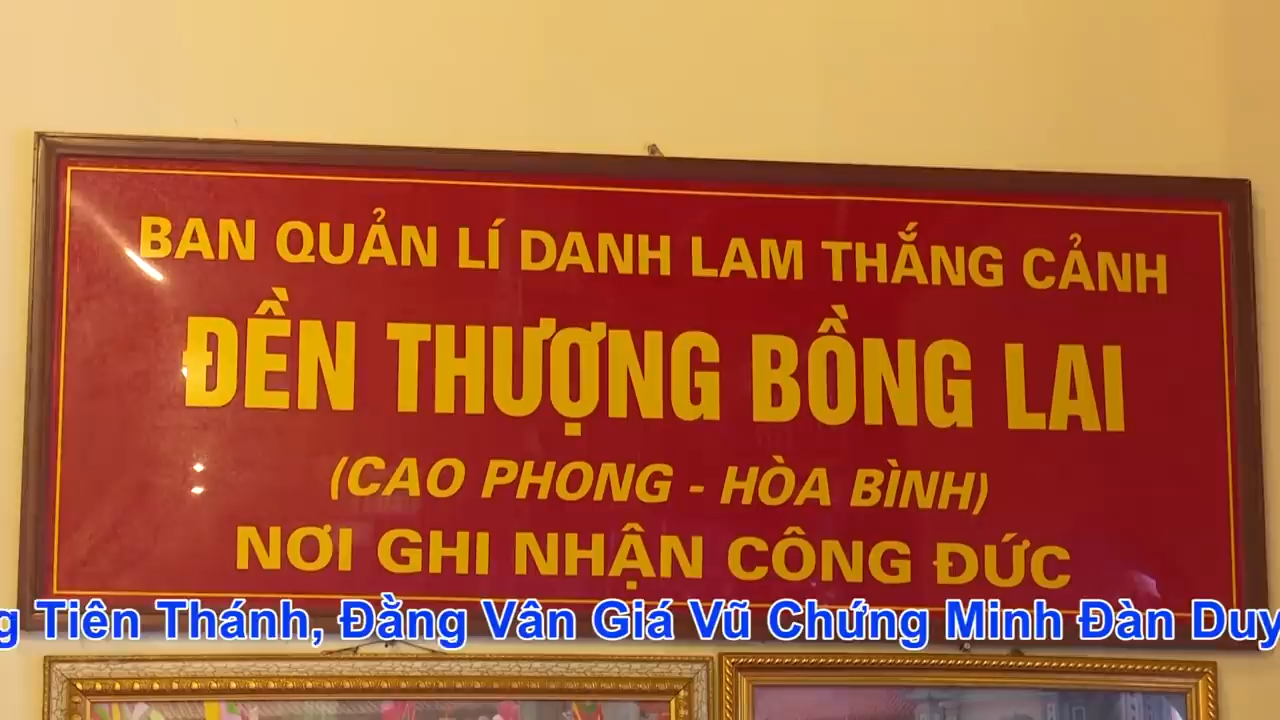 BAN QUẢN LÍ DANH LAM THẮNG CẢNH
ĐỀN THƯỢNG BỒNG LAI
(CAO PHONG - HÒA BÌNH)
NƠI GHI NHẬN CÔNG ĐỨC
Tiên Thánh, Đằng Vân Giá Vũ Chứng Minh Đàn Duy